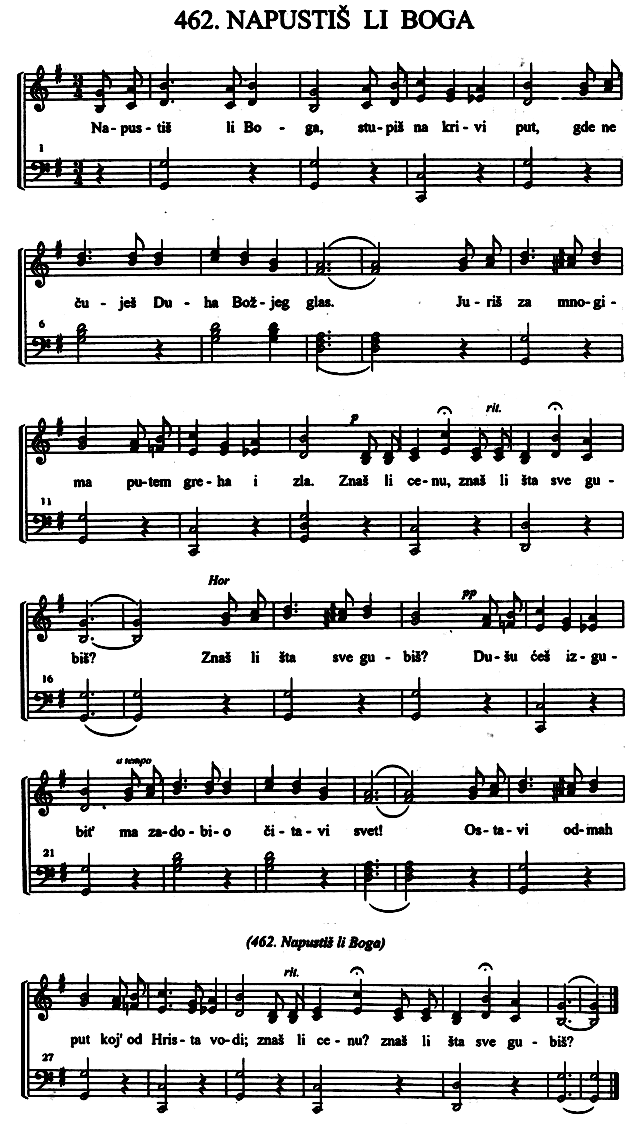 462. NAPUSTIŠ LI BOGA
Na-pus-tiš li Bo-ga, stu-piš na kri-vi put, gde ne
1
ču-ješ Du-ha Bož-jeg glas. Ju-riš za mno-gi-
6
p rit.
ma pu-tem gre-ha i zla. Znaš li ce-nu, znaš li šta sve gu-
11
Hor pp
biš? Znaš li šta sve gu-biš? Du-šu ćeš iz-gu-
16
a tempo
bit' ma za-do-bi-o či-ta-vi svet! Os-ta-vi od-mah
21
(462. Napustiš li Boga)
rit.
put koj' od Hris-ta vo-di; znaš li ce-nu? znaš li šta sve gu-biš?
27